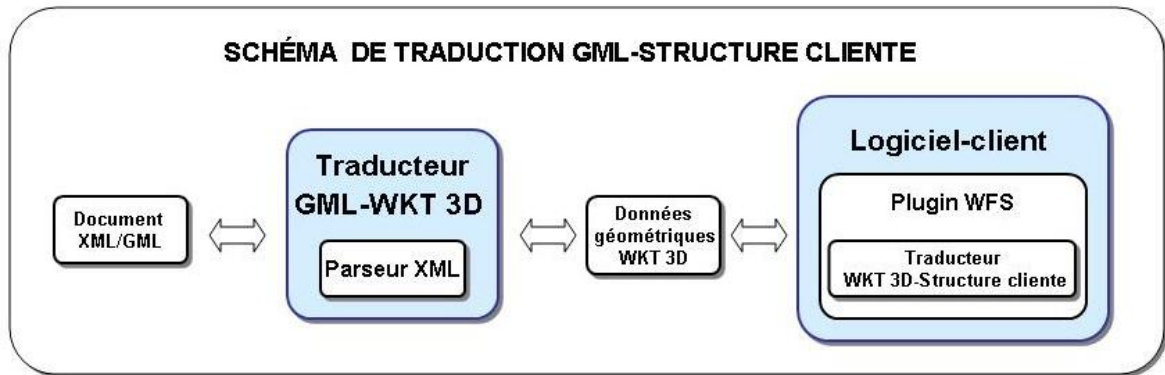 SCHÉMA DE TRADUCTION GML-STRUCTURE CLIENTE
Document
XML/GML
Traducteur
GML-WKT 3D
Parseur XML
Données
géométriques
WKT 3D
Logiciel-client
Plugin WFS
Traducteur
WKT 3D-Structure cliente